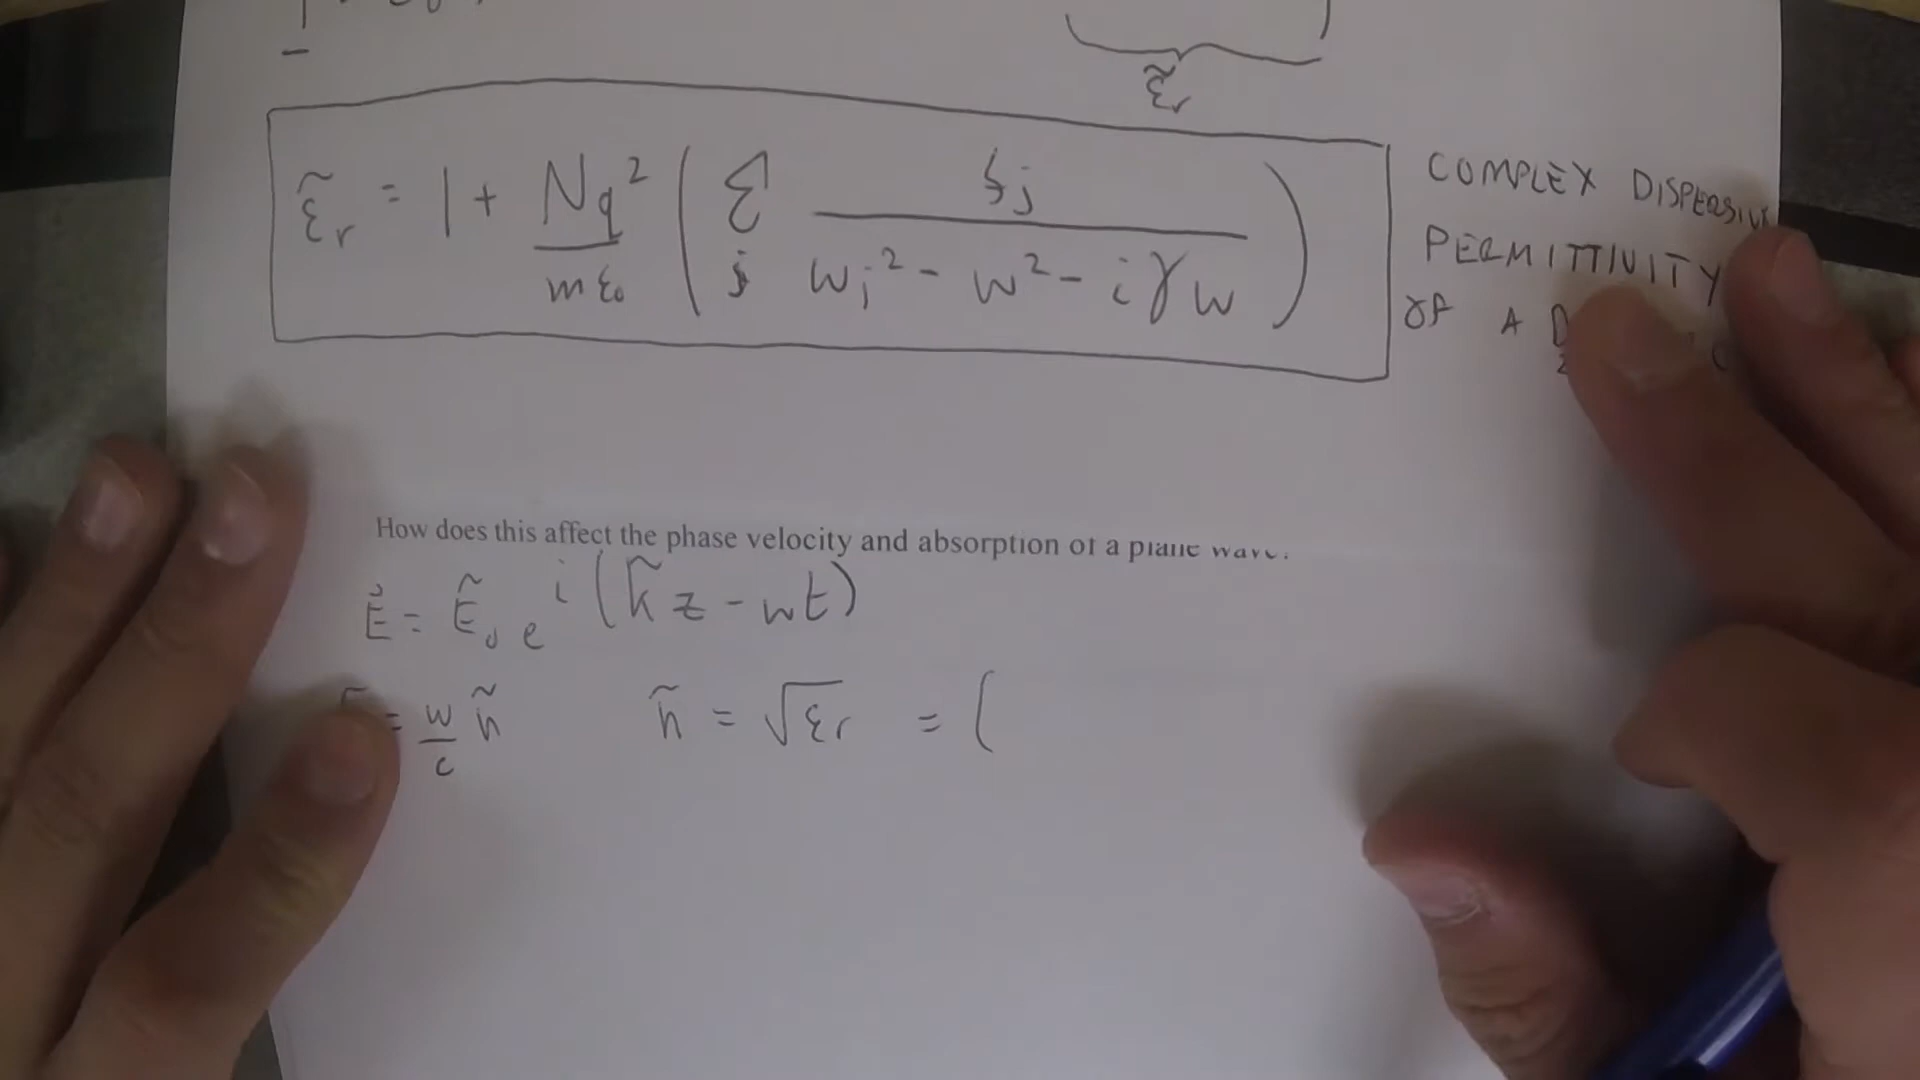 ε̃r
ε̃r = 1 + Nq² / mε₀ ( Σ j fj / ωj² - ω² - iγω )
COMPLEX DISPERSIVE
PERMITTIVITY
OF A
How does this affect the phase velocity and absorption of a plane wave.
Ẽ = Ẽ₀ e^i(k̃z - ωt)
= ω/c ñ ñ = √εr = (